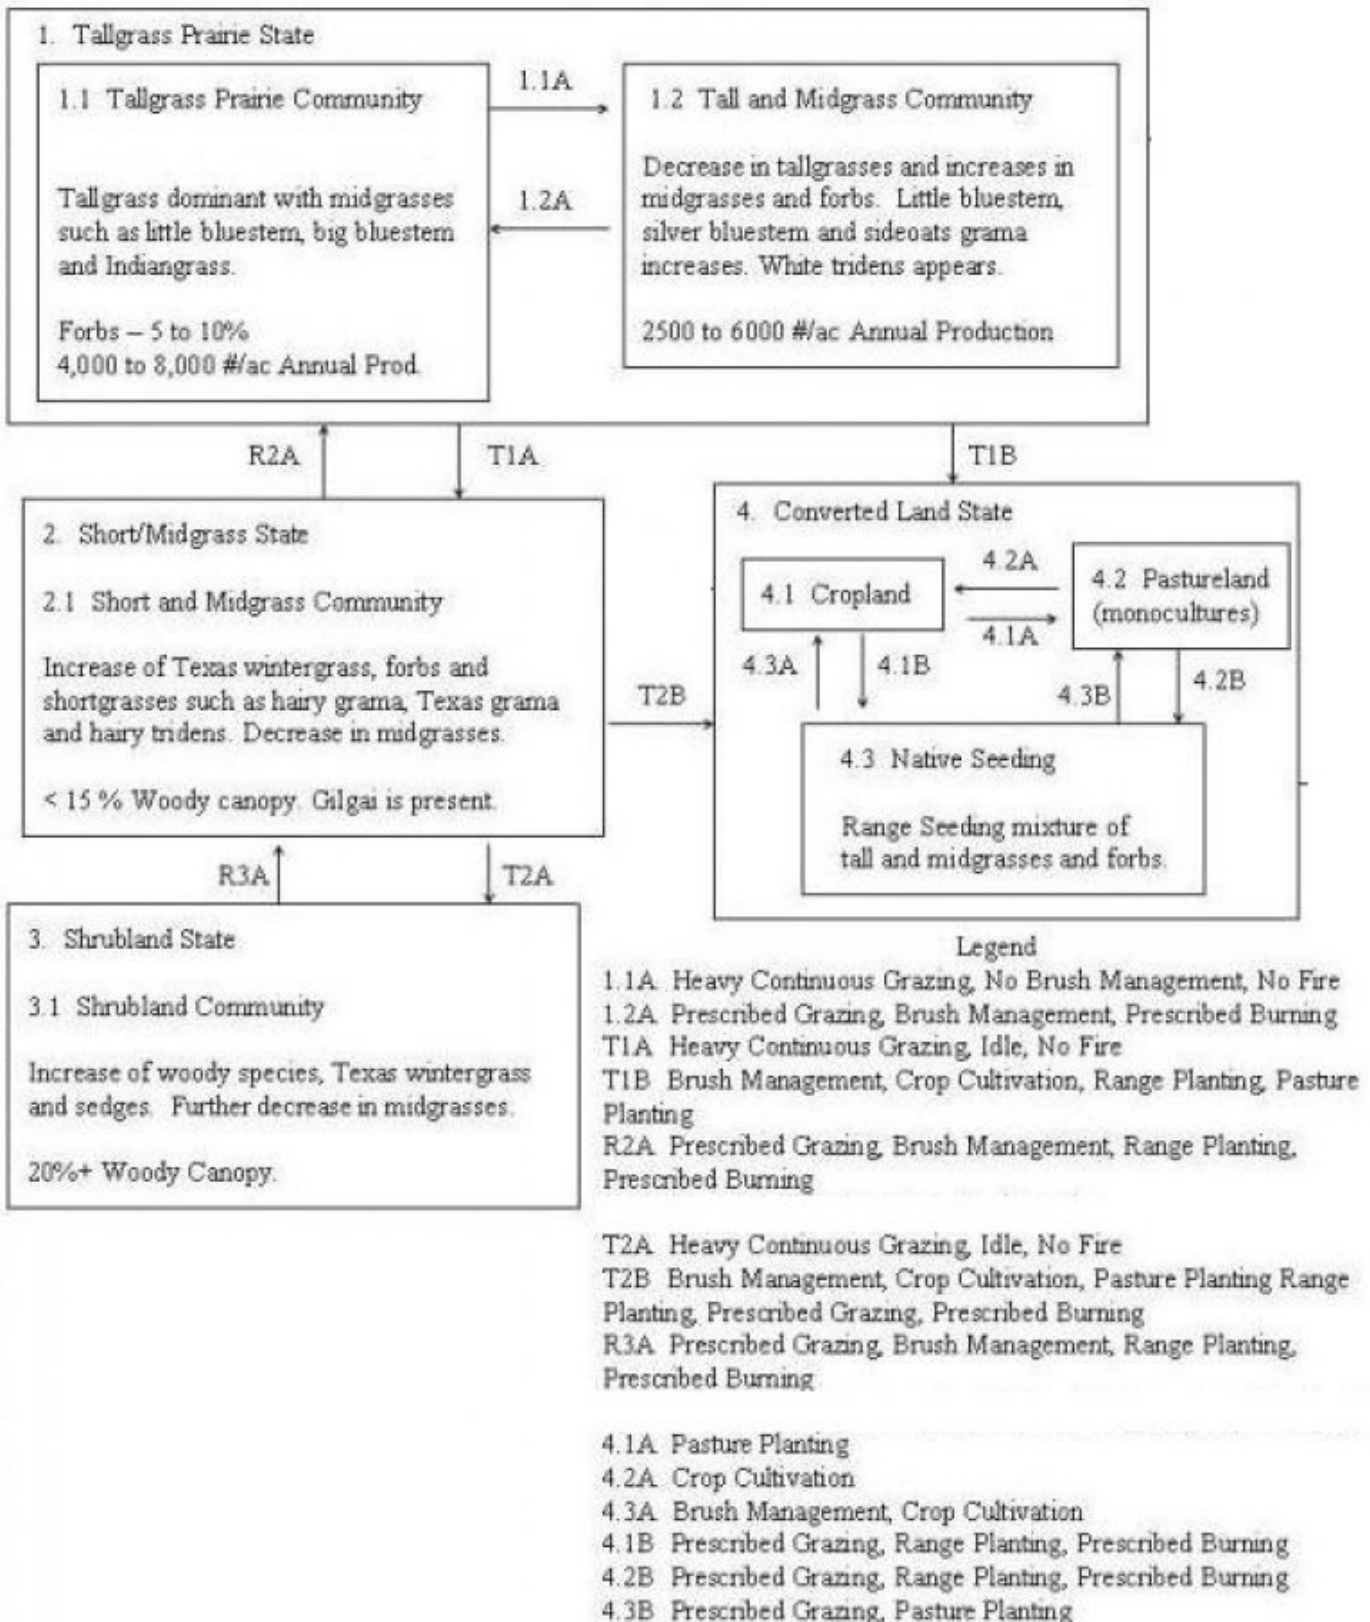 1. Tallgrass Prairie State
1.1 Tallgrass Prairie Community
Tallgrass dominant with midgrasses
such as little bluestem, big bluestem
and Indiangrass.
Forbs – 5 to 10%
4,000 to 8,000 #/ac Annual Prod.
1.1A
1.2A
1.2 Tall and Midgrass Community
Decrease in tallgrasses and increases in
midgrasses and forbs. Little bluestem,
silver bluestem and sideoats grama
increases. White tridens appears.
2500 to 6000 #/ac Annual Production
R2A
T1A
T1B
2. Short/Midgrass State
2.1 Short and Midgrass Community
Increase of Texas wintergrass, forbs and
shortgrasses such as hairy grama, Texas grama
and hairy tridens. Decrease in midgrasses.
< 15 % Woody canopy. Gilgai is present.
T2B
4. Converted Land State
4.1 Cropland
4.2A
4.1A
4.2 Pastureland
(monocultures)
4.3A
4.1B
4.3B
4.2B
4.3 Native Seeding
Range Seeding mixture of
tall and midgrasses and forbs.
R3A
T2A
3. Shrubland State
3.1 Shrubland Community
Increase of woody species, Texas wintergrass
and sedges. Further decrease in midgrasses.
20%+ Woody Canopy.
Legend
1.1A Heavy Continuous Grazing, No Brush Management, No Fire
1.2A Prescribed Grazing, Brush Management, Prescribed Burning
T1A Heavy Continuous Grazing, Idle, No Fire
T1B Brush Management, Crop Cultivation, Range Planting, Pasture
Planting
R2A Prescribed Grazing, Brush Management, Range Planting,
Prescribed Burning
T2A Heavy Continuous Grazing, Idle, No Fire
T2B Brush Management, Crop Cultivation, Pasture Planting Range
Planting, Prescribed Grazing, Prescribed Burning
R3A Prescribed Grazing, Brush Management, Range Planting,
Prescribed Burning
4.1A Pasture Planting
4.2A Crop Cultivation
4.3A Brush Management, Crop Cultivation
4.1B Prescribed Grazing, Range Planting, Prescribed Burning
4.2B Prescribed Grazing, Range Planting, Prescribed Burning
4.3B Prescribed Grazing, Pasture Planting